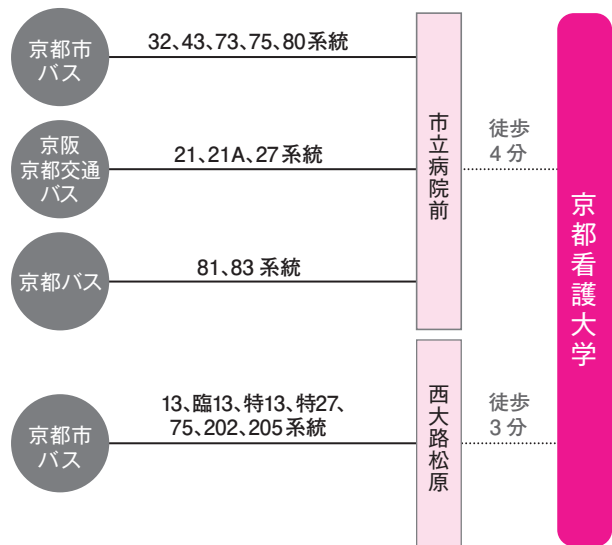 京都市
バス
32、43、73、75、80系統
京阪
京都交通
バス
21、21A、27系統
京都バス
81、83系統
市立病院前
徒歩
4分
京都市
バス
13、臨13、特13、特27、
75、202、205系統
西大路松原
徒歩
3分
京都看護大学